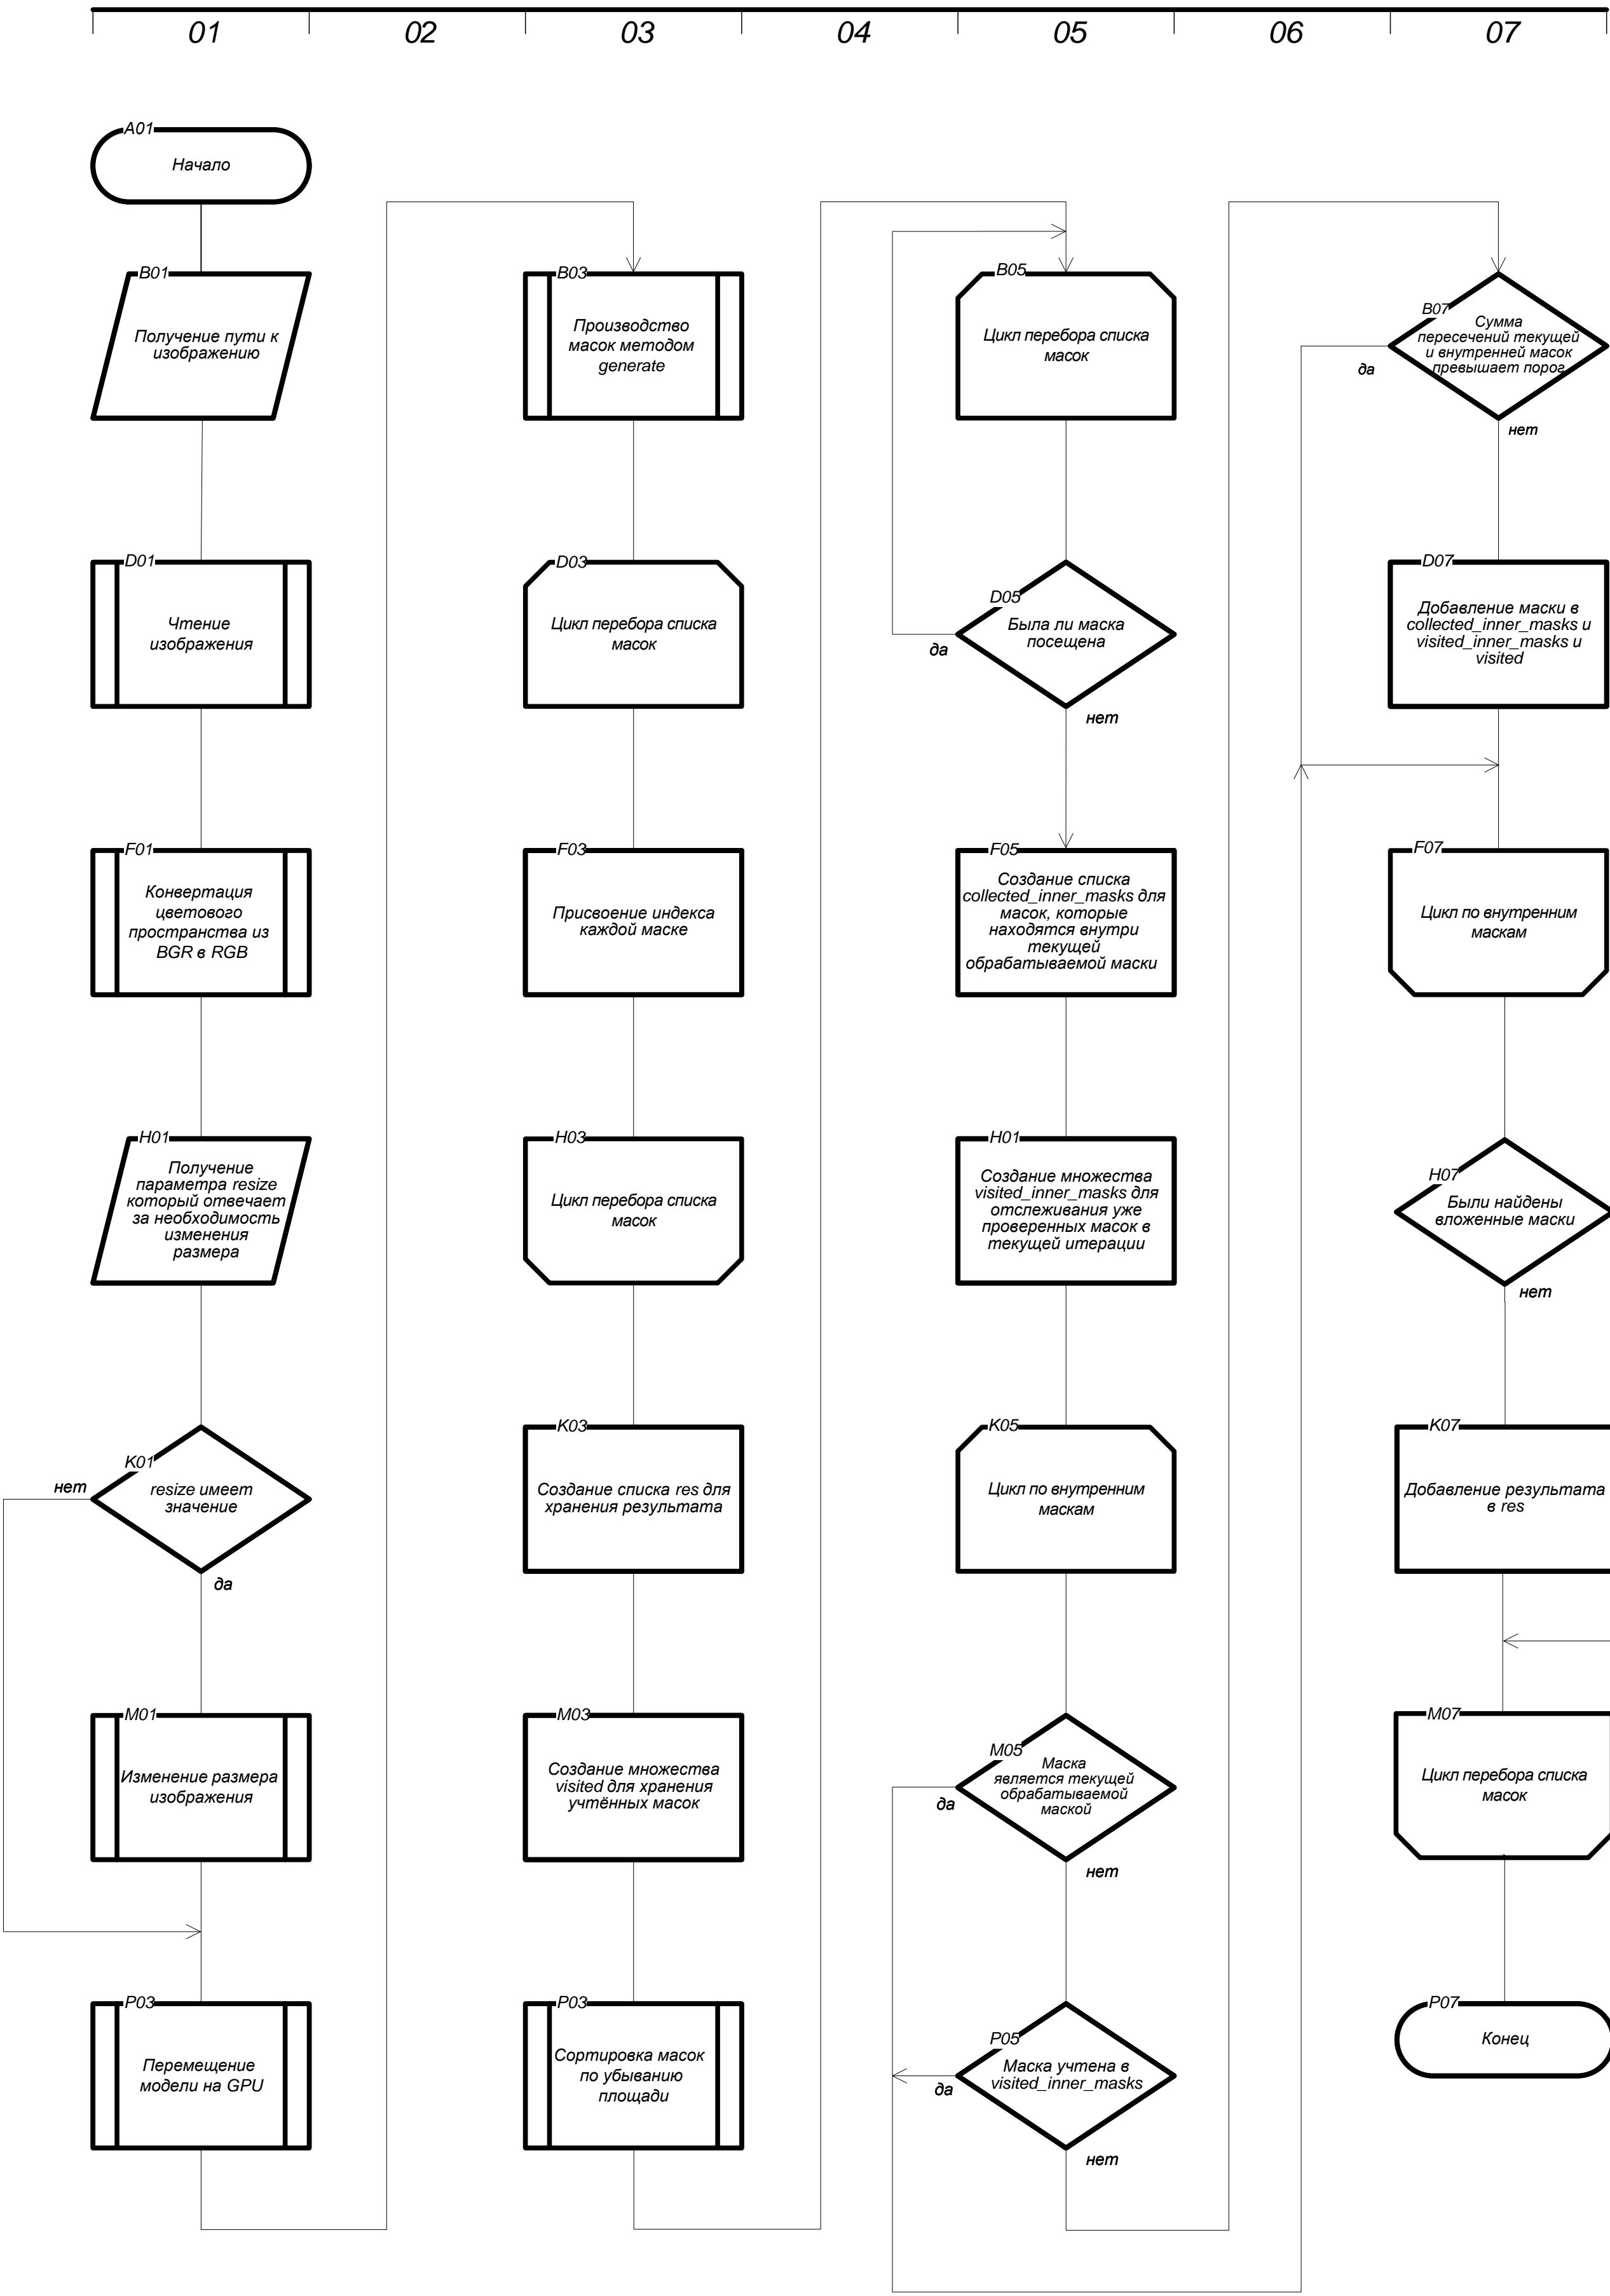 01
02
03
04
05
06
07
A01
Начало
B01
Получение пути к
изображению
D01
Чтение
изображения
F01
Конвертация
цветового
пространства из
BGR в RGB
H01
Получение
параметра resize
который отвечает
за необходимость
изменения
размера
K01
resize имеет
значение
нет
да
M01
Изменение размера
изображения
P03
Перемещение
модели на GPU
B03
Производство
масок методом
generate
D03
Цикл перебора списка
масок
F03
Присвоение индекса
каждой маске
H03
Цикл перебора списка
масок
K03
Создание списка res для
хранения результата
M03
Создание множества
visited для хранения
учтённых масок
P03
Сортировка масок
по убыванию
площади
B05
Цикл перебора списка
масок
D05
Была ли маска
посещена
да
нет
F05
Создание списка
collected_inner_masks для
масок, которые
находятся внутри
текущей
обрабатываемой маски
H01
Создание множества
visited_inner_masks для
отслеживания уже
проверенных масок в
текущей итерации
K05
Цикл по внутренним
маскам
M05
Маска
является текущей
обрабатываемой
маской
да
нет
P05
Маска учтена в
visited_inner_masks
да
нет
B07
Сумма
пересечений текущей
и внутренней масок
превышает порог
да
нет
D07
Добавление маски в
collected_inner_masks и
visited_inner_masks и
visited
F07
Цикл по внутренним
маскам
H07
Были найдены
вложенные маски
нет
K07
Добавление результата
в res
M07
Цикл перебора списка
масок
P07
Конец